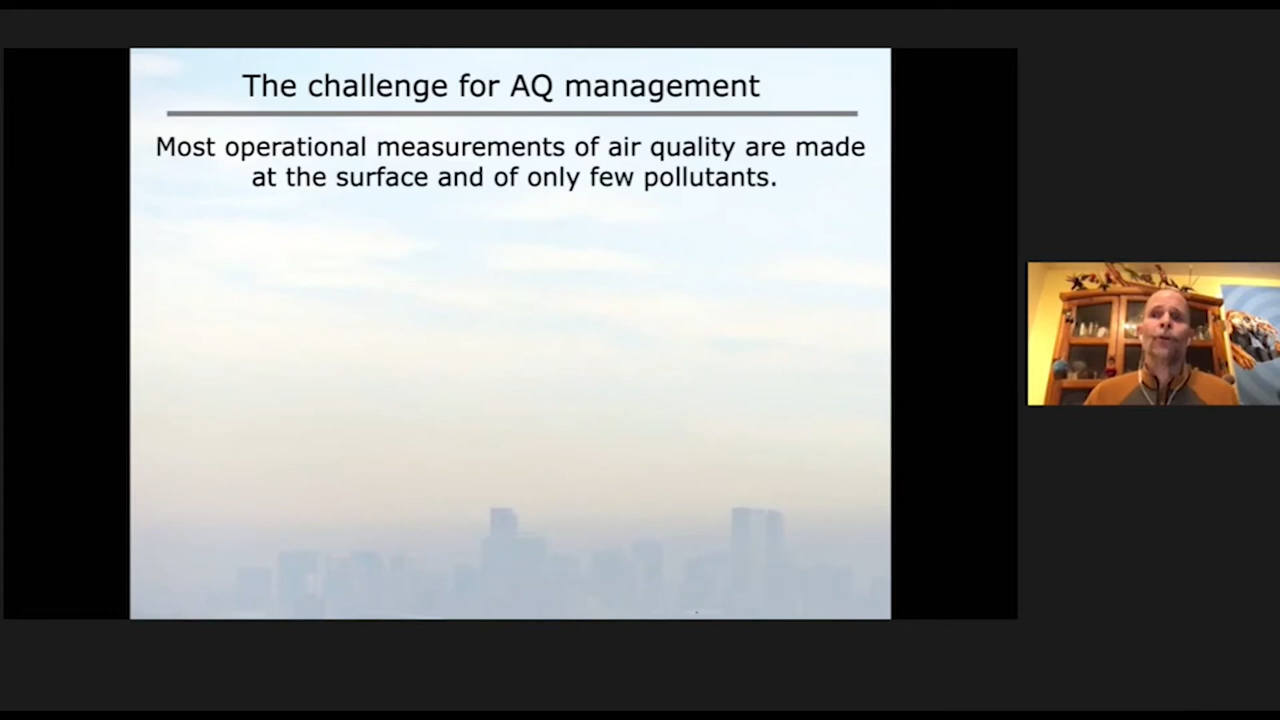 The challenge for AQ management
Most operational measurements of air quality are made
at the surface and of only few pollutants.